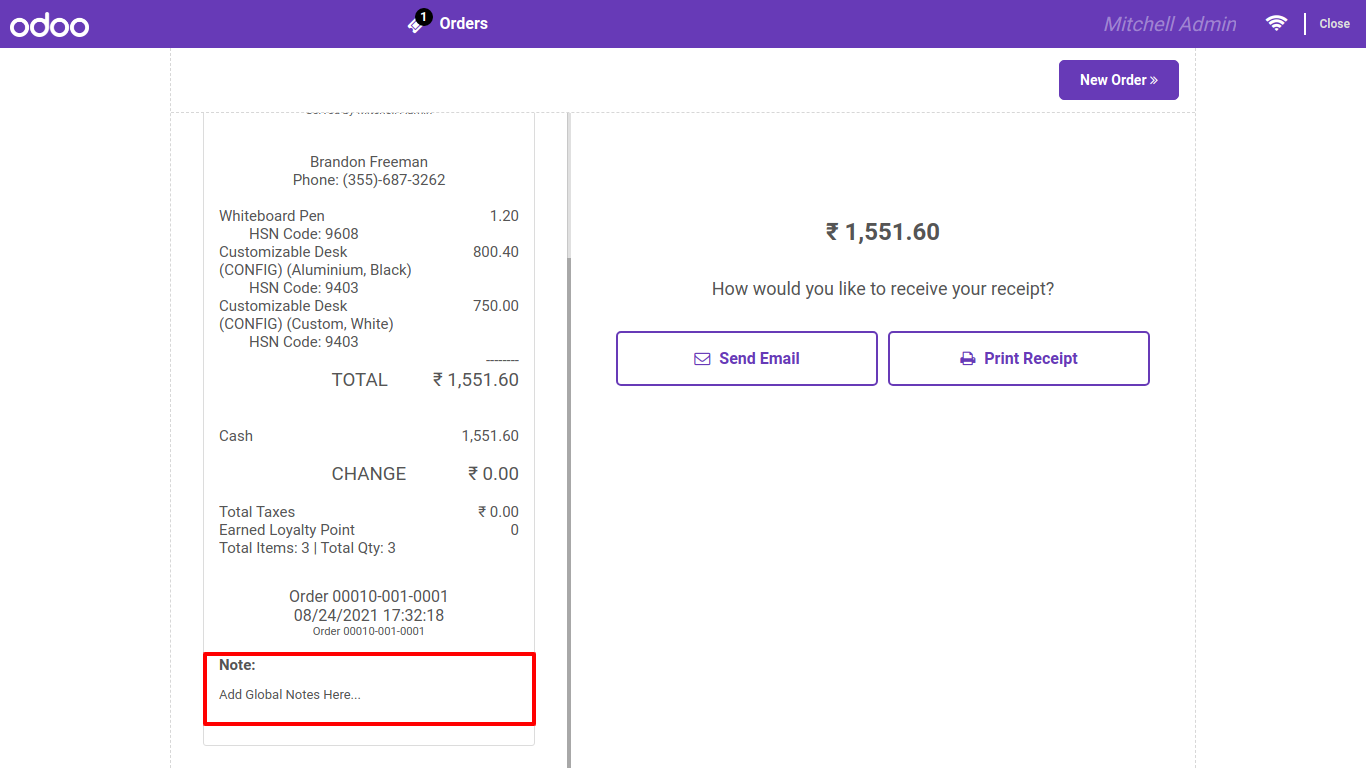 odoo
1 Orders
Mitchell Admin
Close
New Order »
Brandon Freeman
Phone: (355)-687-3262
Whiteboard Pen 1.20
HSN Code: 9608
Customizable Desk 800.40
(CONFIG) (Aluminium, Black)
HSN Code: 9403
Customizable Desk 750.00
(CONFIG) (Custom, White)
HSN Code: 9403
--------
TOTAL ₹ 1,551.60
Cash 1,551.60
CHANGE ₹ 0.00
Total Taxes ₹ 0.00
Earned Loyalty Point 0
Total Items: 3 | Total Qty: 3
Order 00010-001-0001
08/24/2021 17:32:18
Order 00010-001-0001
Note:
Add Global Notes Here...
₹ 1,551.60
How would you like to receive your receipt?
Send Email
Print Receipt